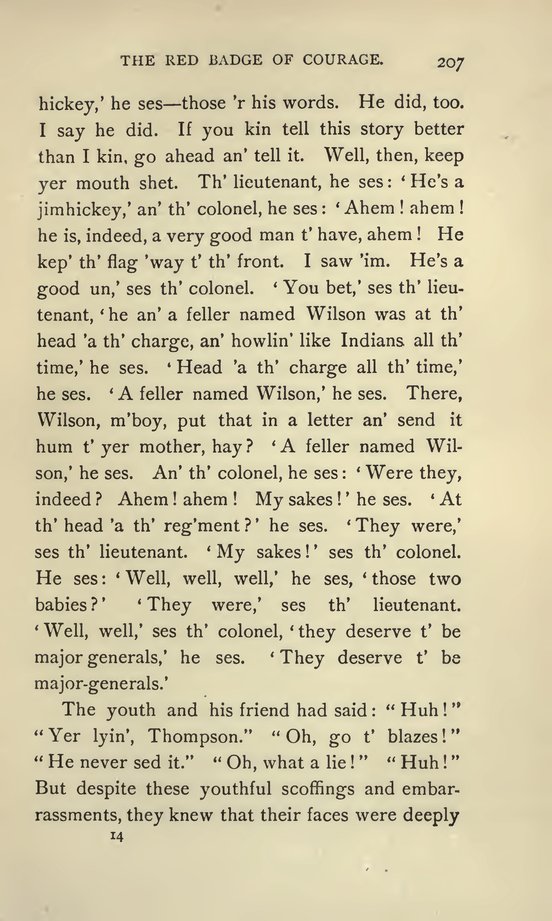 THE RED BADGE OF COURAGE. 207
hickey,' he ses—those 'r his words. He did, too.
I say he did. If you kin tell this story better
than I kin, go ahead an' tell it. Well, then, keep
yer mouth shet. Th' lieutenant, he ses: 'He's a
jimhickey,' an' th' colonel, he ses: 'Ahem! ahem!
he is, indeed, a very good man t' have, ahem! He
kep' th' flag 'way t' th' front. I saw 'im. He's a
good un,' ses th' colonel. 'You bet,' ses th' lieu-
tenant, 'he an' a feller named Wilson was at th'
head 'a th' charge, an' howlin' like Indians all th'
time,' he ses. 'Head 'a th' charge all th' time,'
he ses. 'A feller named Wilson,' he ses. There,
Wilson, m'boy, put that in a letter an' send it
hum t' yer mother, hay? 'A feller named Wil-
son,' he ses. An' th' colonel, he ses: 'Were they,
indeed? Ahem! ahem! My sakes!' he ses. 'At
th' head 'a th' reg'ment?' he ses. 'They were,'
ses th' lieutenant. 'My sakes!' ses th' colonel.
He ses: 'Well, well, well,' he ses, 'those two
babies?' 'They were,' ses th' lieutenant.
'Well, well,' ses th' colonel, 'they deserve t' be
major generals,' he ses. 'They deserve t' be
major-generals.'
The youth and his friend had said: "Huh!"
"Yer lyin', Thompson." "Oh, go t' blazes!"
"He never sed it." "Oh, what a lie!" "Huh!"
But despite these youthful scoffings and embar-
rassments, they knew that their faces were deeply
14